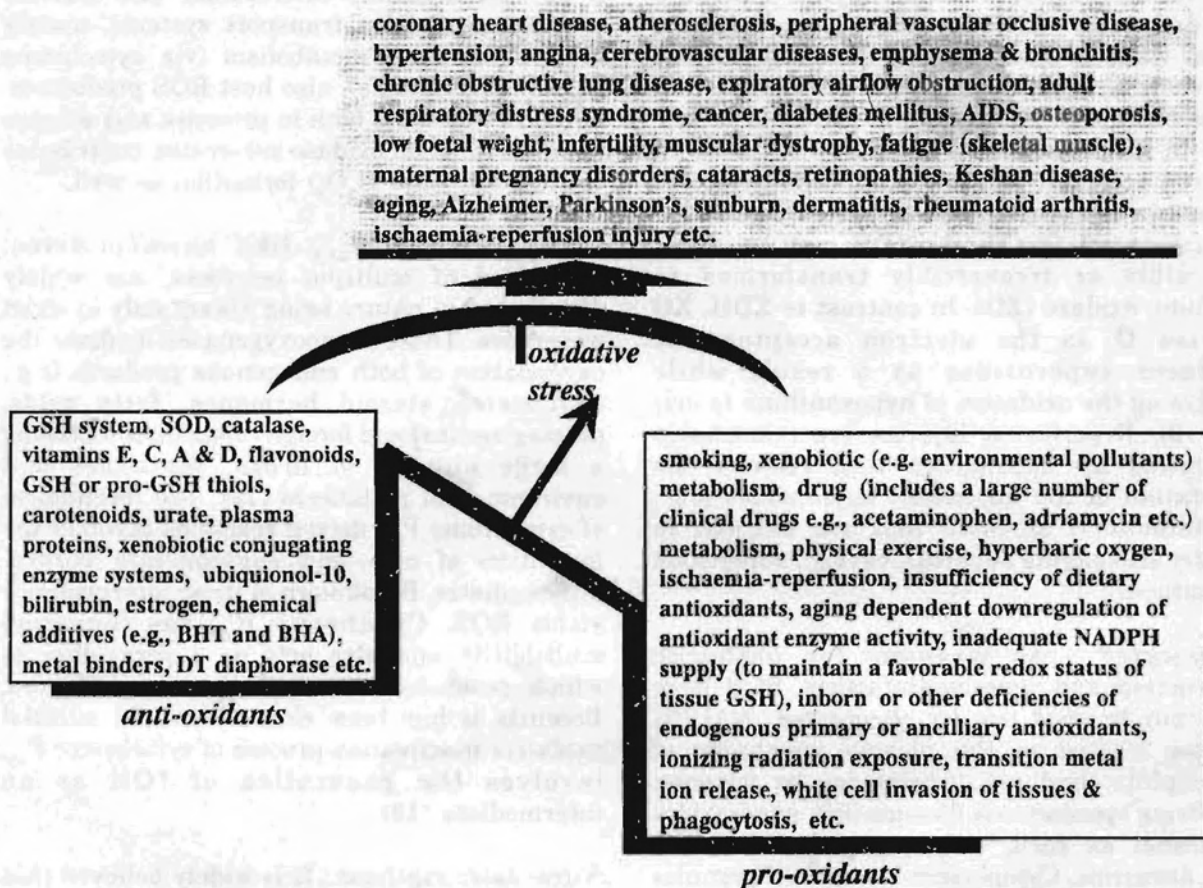 coronary heart disease, atherosclerosis, peripheral vascular occlusive disease,
hypertension, angina, cerebrovascular diseases, emphysema & bronchitis,
chronic obstructive lung disease, expiratory airflow obstruction, adult
respiratory distress syndrome, cancer, diabetes mellitus, AIDS, osteoporosis,
low foetal weight, infertility, muscular dystrophy, fatigue (skeletal muscle),
maternal pregnancy disorders, cataracts, retinopathies, Keshan disease,
aging, Alzheimer, Parkinson's, sunburn, dermatitis, rheumatoid arthritis,
ischaemia-reperfusion injury etc.
oxidative
stress
GSH system, SOD, catalase,
vitamins E, C, A & D, flavonoids,
GSH or pro-GSH thiols,
carotenoids, urate, plasma
proteins, xenobiotic conjugating
enzyme systems, ubiquionol-10,
bilirubin, estrogen, chemical
additives (e.g., BHT and BHA),
metal binders, DT diaphorase etc.
anti-oxidants
smoking, xenobiotic (e.g. environmental pollutants)
metabolism, drug (includes a large number of
clinical drugs e.g., acetaminophen, adriamycin etc.)
metabolism, physical exercise, hyperbaric oxygen,
ischaemia-reperfusion, insufficiency of dietary
antioxidants, aging dependent downregulation of
antioxidant enzyme activity, inadequate NADPH
supply (to maintain a favorable redox status of
tissue GSH), inborn or other deficiencies of
endogenous primary or ancilliary antioxidants,
ionizing radiation exposure, transition metal
ion release, white cell invasion of tissues &
phagocytosis, etc.
pro-oxidants